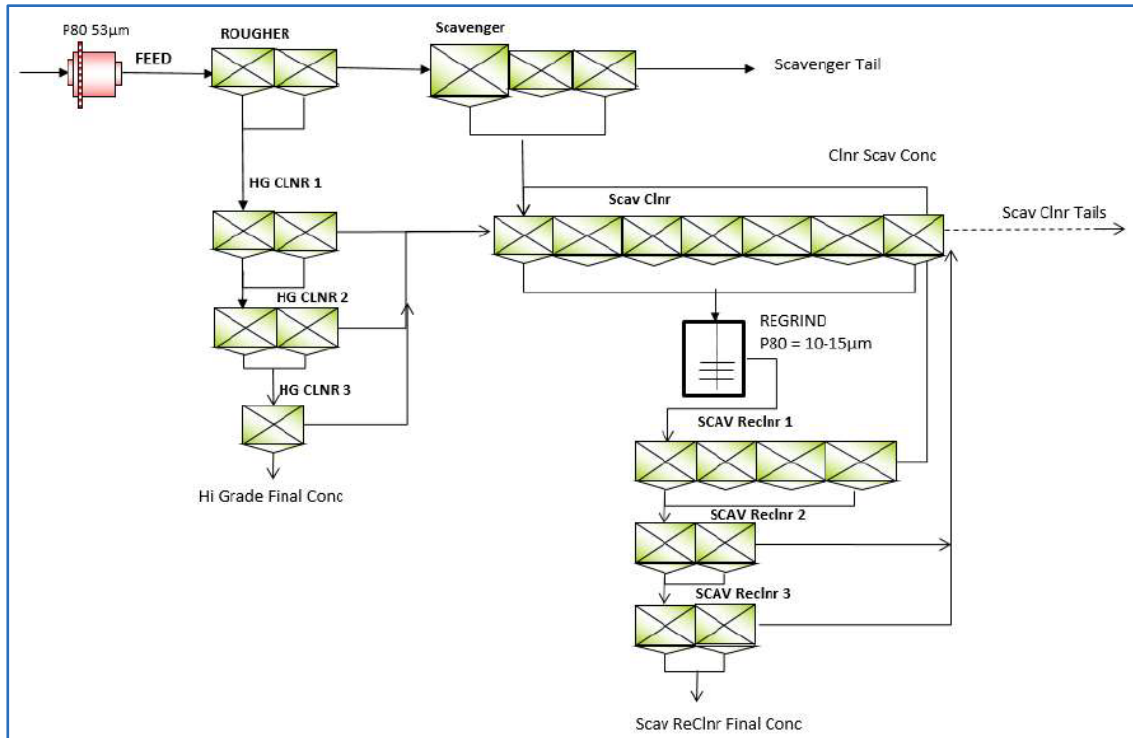 P80 53µm
FEED
ROUGHER
Scavenger
Scavenger Tail
HG CLNR 1
Clnr Scav Conc
Scav Clnr
Scav Clnr Tails
HG CLNR 2
REGRIND
P80 = 10-15µm
HG CLNR 3
SCAV Reclnr 1
Hi Grade Final Conc
SCAV Reclnr 2
SCAV Reclnr 3
Scav ReClnr Final Conc